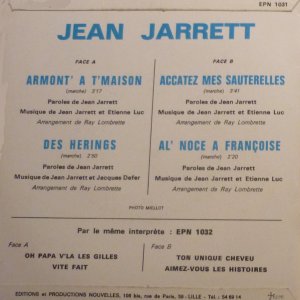 EPN 1031
JEAN JARRETT
FACE A
ARMONT' A T'MAISON
(marche) 3'17
Paroles de Jean Jarrett
Musique de Jean Jarrett et Etienne Luc
Arrangement de Ray Lombrette
DES HERINGS
(marche) 2'50
Paroles de Jean Jarrett
Musique de Jean Jarrett et Jacques Defer
Arrangement de Ray Lombrette
FACE B
ACCATEZ MES SAUTERELLES
(marche) 3'41
Paroles de Jean Jarrett
Musique de Jean Jarrett et Etienne Luc
Arrangement de Ray Lombrette
AL' NOCE A FRANÇOISE
(marche) 2'20
Paroles de Jean Jarrett
Musique de Jean Jarrett et Etienne Luc
Arrangement de Ray Lombrette
PHOTO MIELLOT
Par le même interprète : EPN 1032
Face A
OH PAPA V'LA LES GILLES
VITE FAIT
Face B
TON UNIQUE CHEVEU
AIMEZ-VOUS LES HISTOIRES
EDITIONS et PRODUCTIONS NOUVELLES, 108 bis, rue de Paris, 59 - LILLE - Tél. : 54 69 14